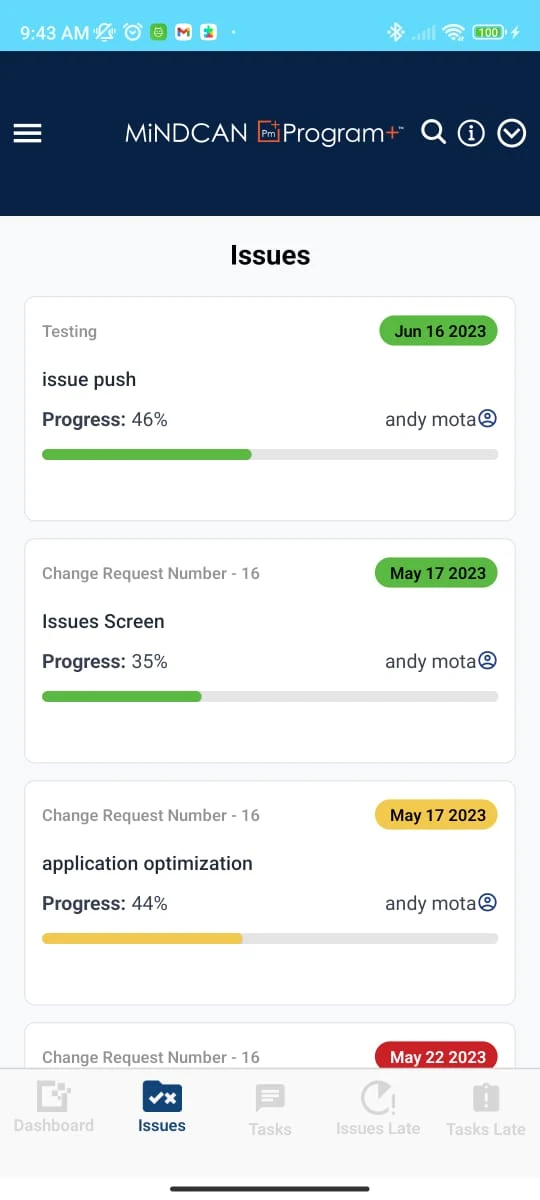 9:43 AM
100
MiNDCAN Pm+ Program+™
Issues
Testing
Jun 16 2023
issue push
Progress: 46%
andy mota
Change Request Number - 16
May 17 2023
Issues Screen
Progress: 35%
andy mota
Change Request Number - 16
May 17 2023
application optimization
Progress: 44%
andy mota
Change Request Number - 16
May 22 2023
Dashboard
Issues
Tasks
Issues Late
Tasks Late